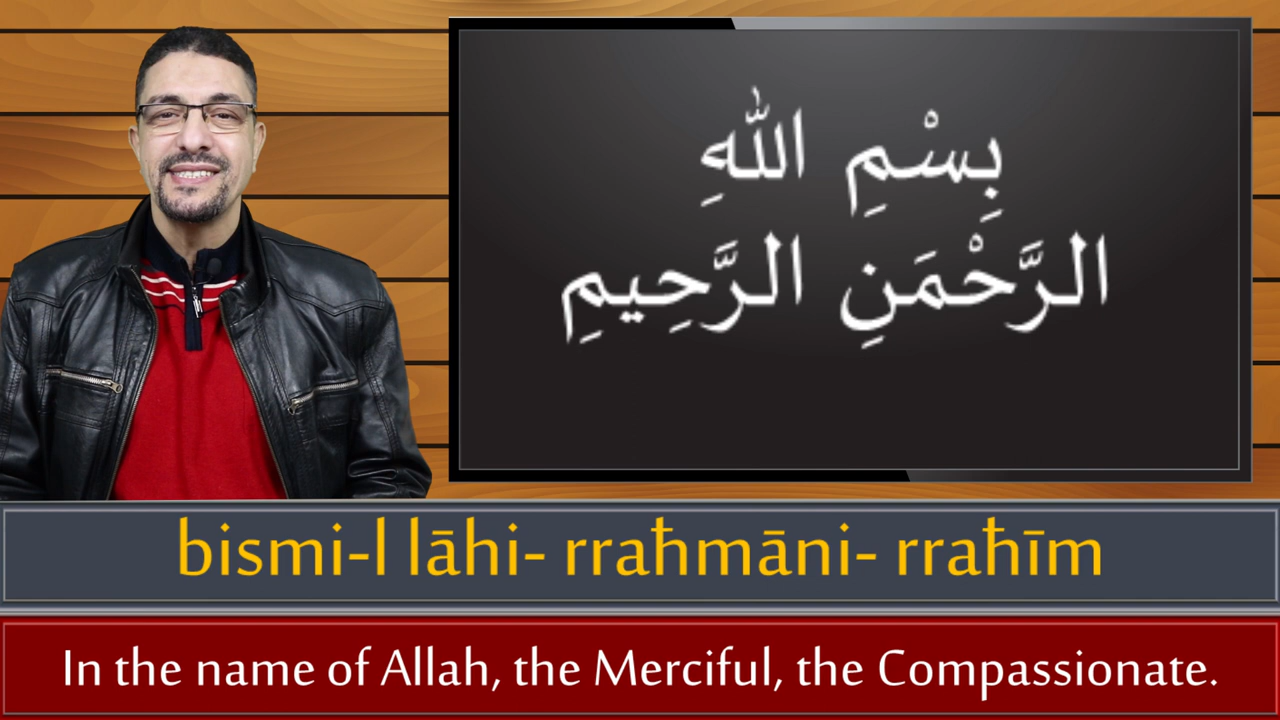 بِسْمِ اللّٰهِ
الرَّحْمَنِ الرَّحِيمِ
bismi-l lāhi- rraħmāni- rraħīm
In the name of Allah, the Merciful, the Compassionate.